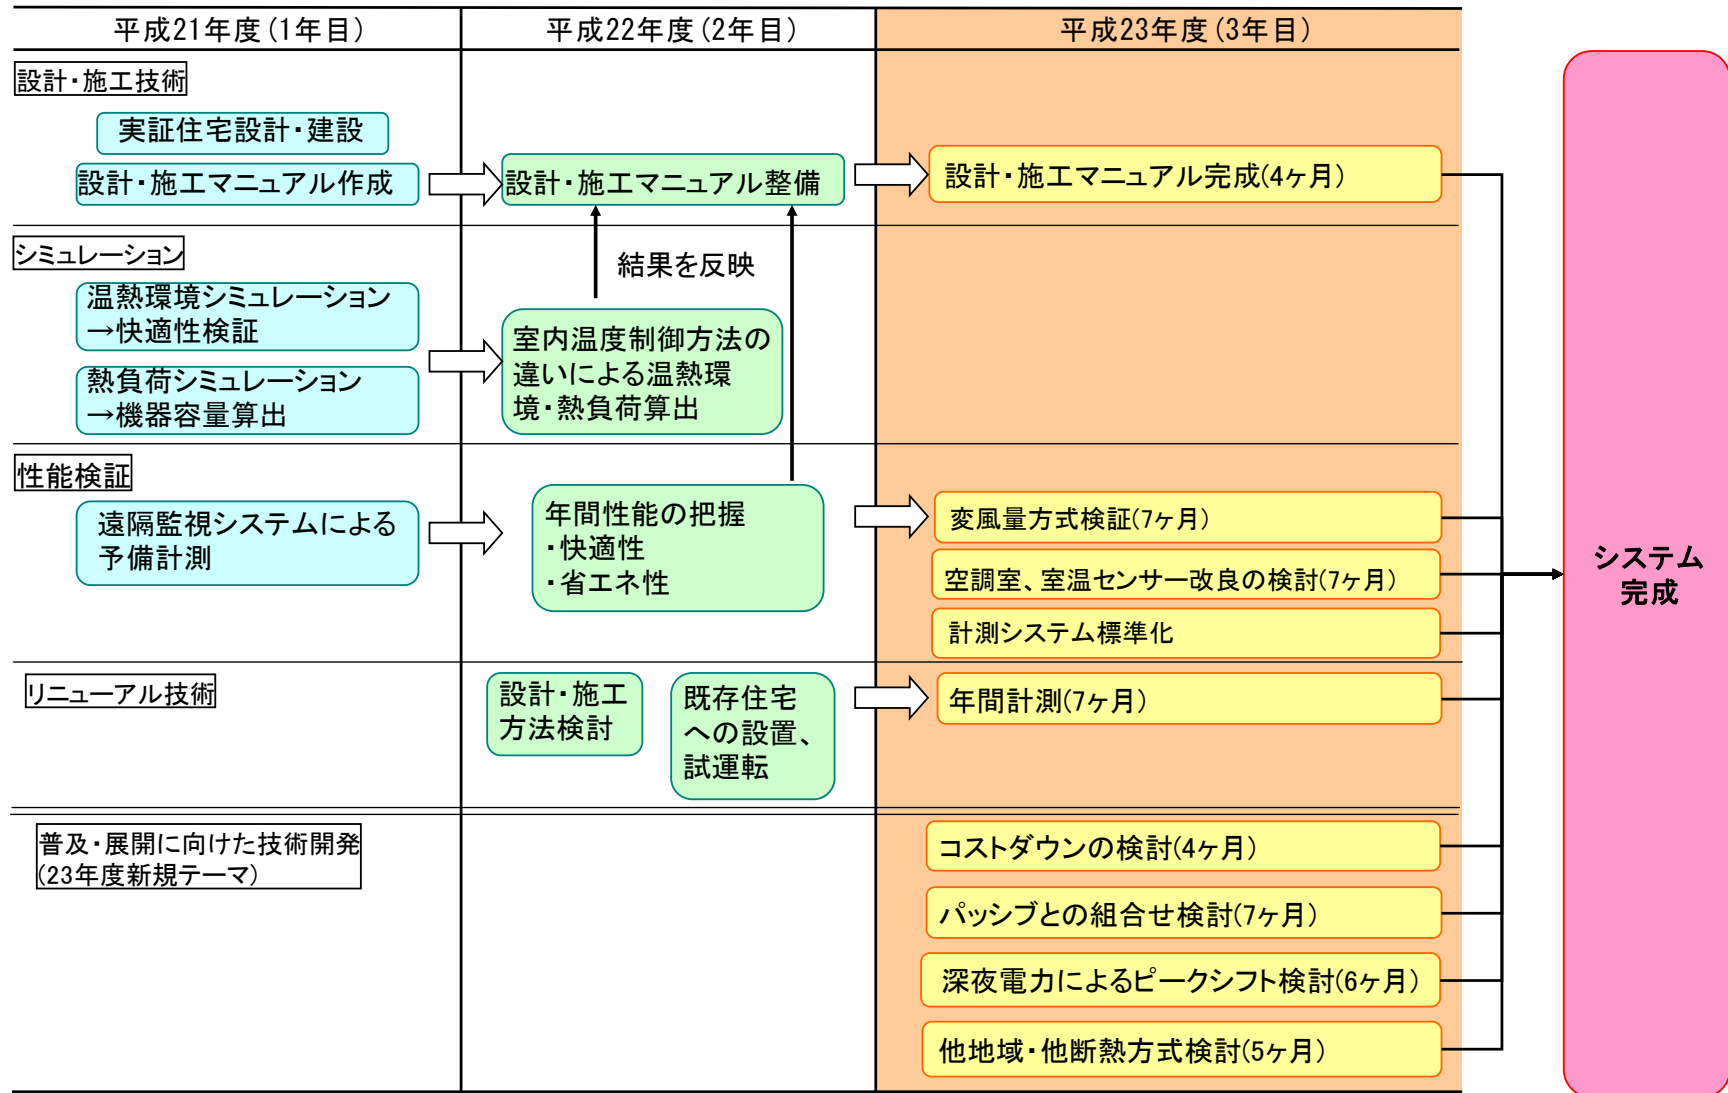 平成21年度(1年目)
平成22年度(2年目)
平成23年度(3年目)
設計・施工技術
実証住宅設計・建設
設計・施工マニュアル作成
設計・施工マニュアル整備
設計・施工マニュアル完成(4ヶ月)
シミュレーション
結果を反映
温熱環境シミュレーション
→快適性検証
熱負荷シミュレーション
→機器容量算出
室内温度制御方法の
違いによる温熱環
境・熱負荷算出
性能検証
遠隔監視システムによる
予備計測
年間性能の把握
・快適性
・省エネ性
変風量方式検証(7ヶ月)
空調室、室温センサー改良の検討(7ヶ月)
計測システム標準化
システム
完成
リニューアル技術
設計・施工
方法検討
既存住宅
への設置、
試運転
年間計測(7ヶ月)
普及・展開に向けた技術開発
(23年度新規テーマ)
コストダウンの検討(4ヶ月)
パッシブとの組合せ検討(7ヶ月)
深夜電力によるピークシフト検討(6ヶ月)
他地域・他断熱方式検討(5ヶ月)